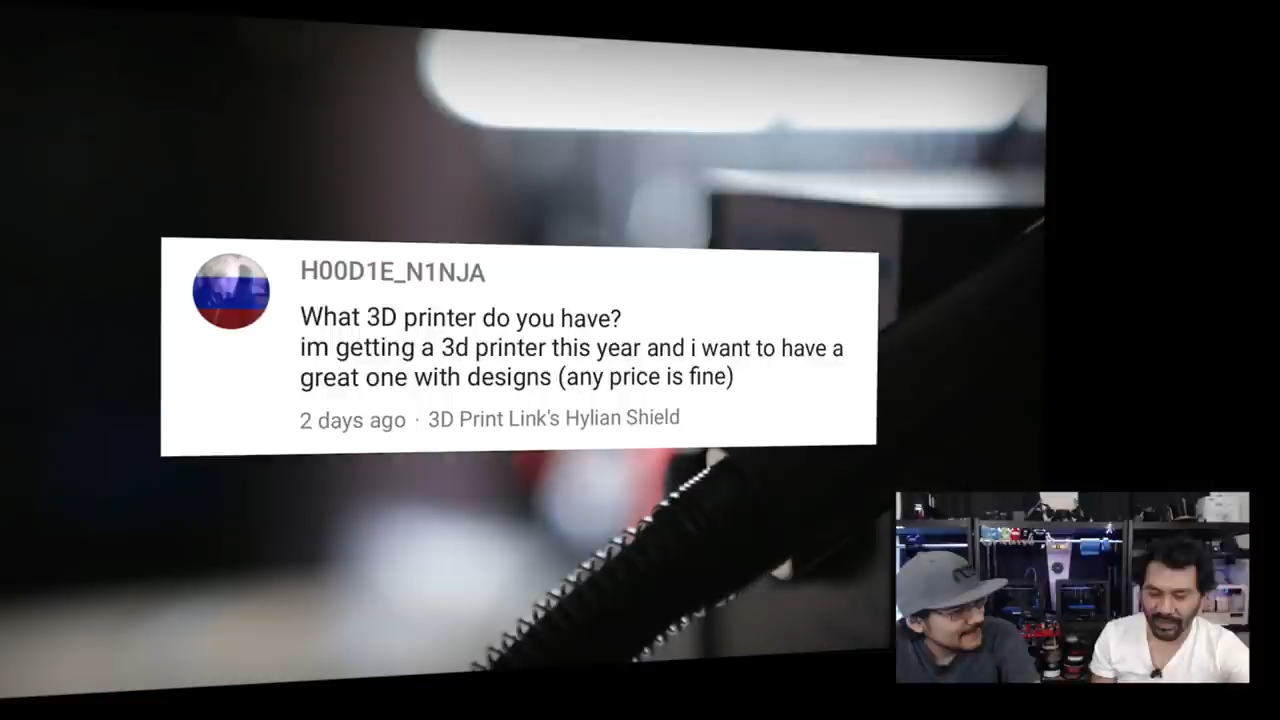 H00D1E_N1NJA
What 3D printer do you have?
im getting a 3d printer this year and i want to have a
great one with designs (any price is fine)
2 days ago · 3D Print Link's Hylian Shield